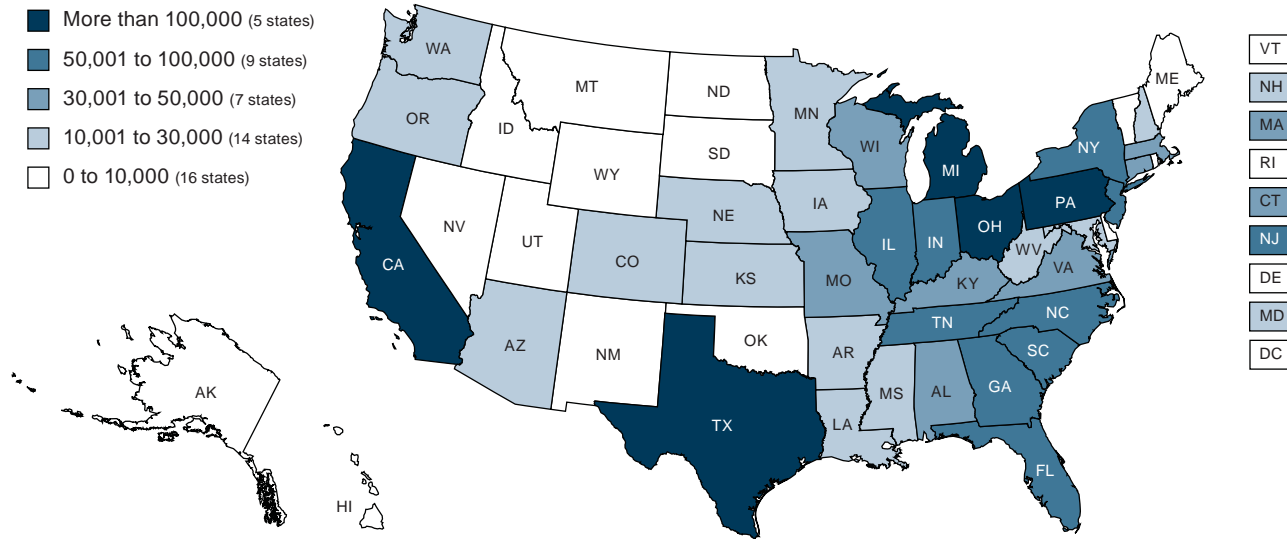 More than 100,000 (5 states)
50,001 to 100,000 (9 states)
30,001 to 50,000 (7 states)
10,001 to 30,000 (14 states)
0 to 10,000 (16 states)
WA
MT
ND
MN
ME
VT
NH
MA
RI
CT
NJ
DE
MD
DC
OR
ID
SD
WI
NY
WY
MI
NV
UT
NE
IA
PA
CA
CO
KS
IL
IN
OH
WV
VA
MO
KY
AZ
NM
OK
TN
NC
AR
SC
MS
AL
GA
LA
TX
FL
AK
HI